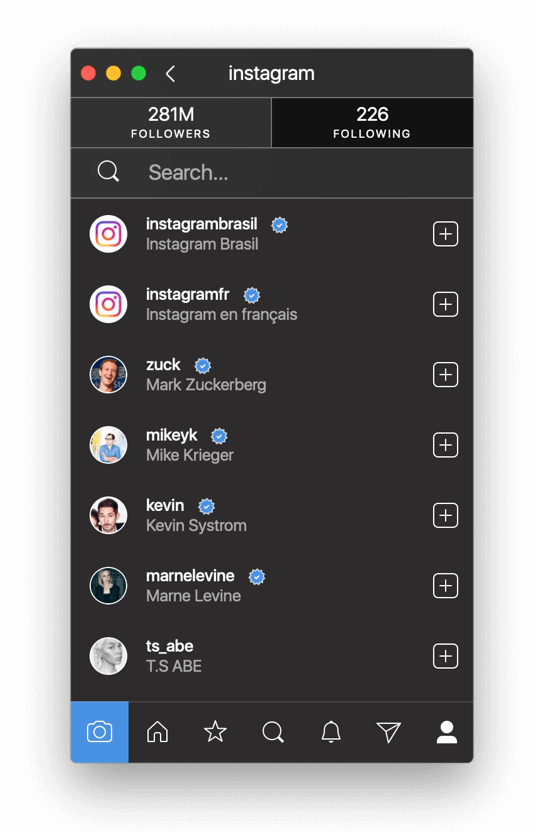 instagram
281M
FOLLOWERS
226
FOLLOWING
Search...
instagrambrasil
Instagram Brasil
instagramfr
Instagram en français
zuck
Mark Zuckerberg
mikeyk
Mike Krieger
kevin
Kevin Systrom
marnelevine
Marne Levine
ts_abe
T.S ABE